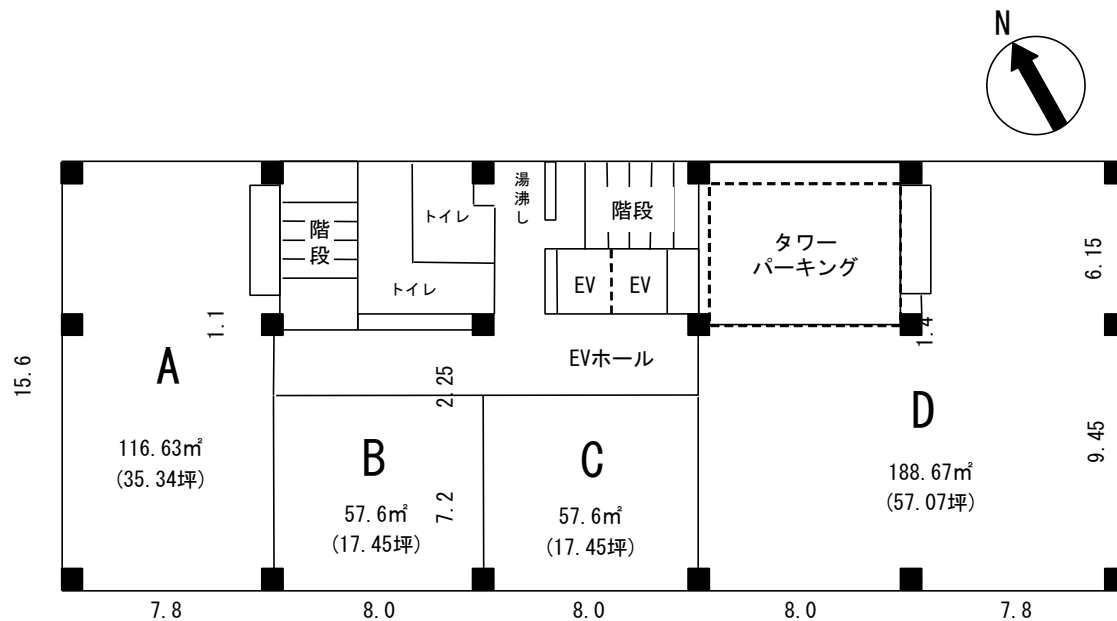 N
湯沸し
階段
トイレ
階段
タワー
パーキング
6.15
EV
EV
トイレ
1.1
1.4
EVホール
15.6
A
2.25
D
116.63㎡
(35.34坪)
B
C
9.45
188.67㎡
(57.07坪)
57.6㎡
(17.45坪)
7.2
57.6㎡
(17.45坪)
7.8
8.0
8.0
8.0
7.8